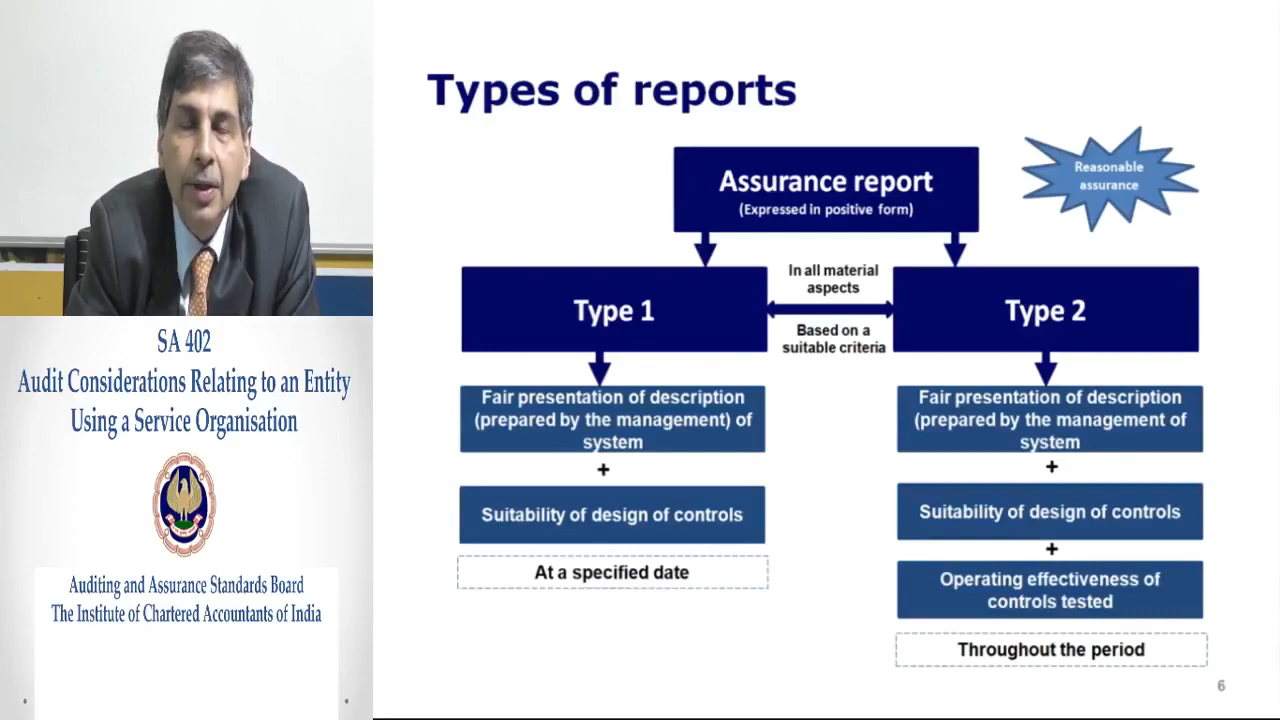 SA 402
Audit Considerations Relating to an Entity
Using a Service Organisation
Auditing and Assurance Standards Board
The Institute of Chartered Accountants of India
Types of reports
Assurance report
(Expressed in positive form)
Reasonable
assurance
Type 1
In all material
aspects
Based on a
suitable criteria
Type 2
Fair presentation of description
(prepared by the management) of
system
+
Suitability of design of controls
At a specified date
Fair presentation of description
(prepared by the management of
system
+
Suitability of design of controls
+
Operating effectiveness of
controls tested
Throughout the period
6